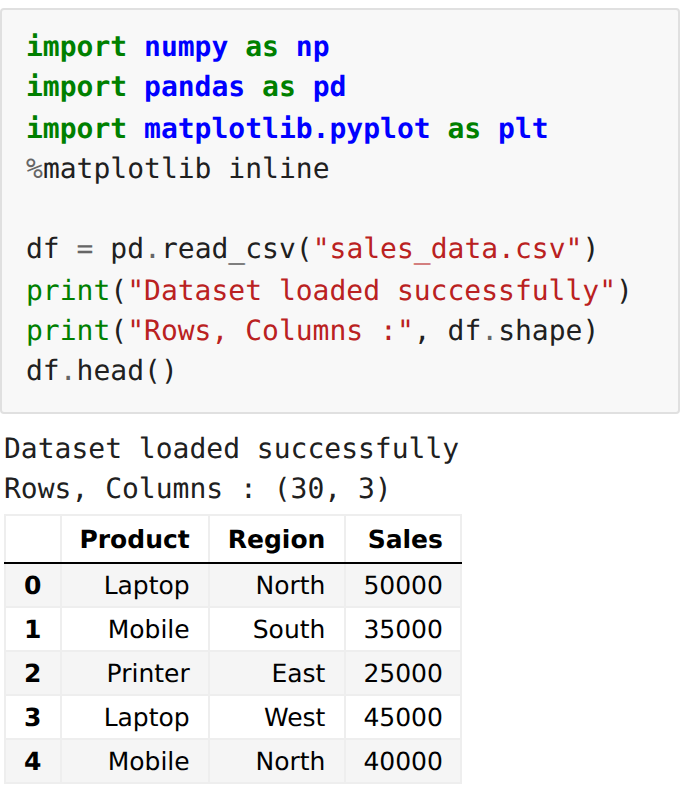 import numpy as np
import pandas as pd
import matplotlib.pyplot as plt
%matplotlib inline
df = pd.read_csv("sales_data.csv")
print("Dataset loaded successfully")
print("Rows, Columns :", df.shape)
df.head()
Dataset loaded successfully
Rows, Columns : (30, 3)
Product Region Sales
0 Laptop North 50000
1 Mobile South 35000
2 Printer East 25000
3 Laptop West 45000
4 Mobile North 40000